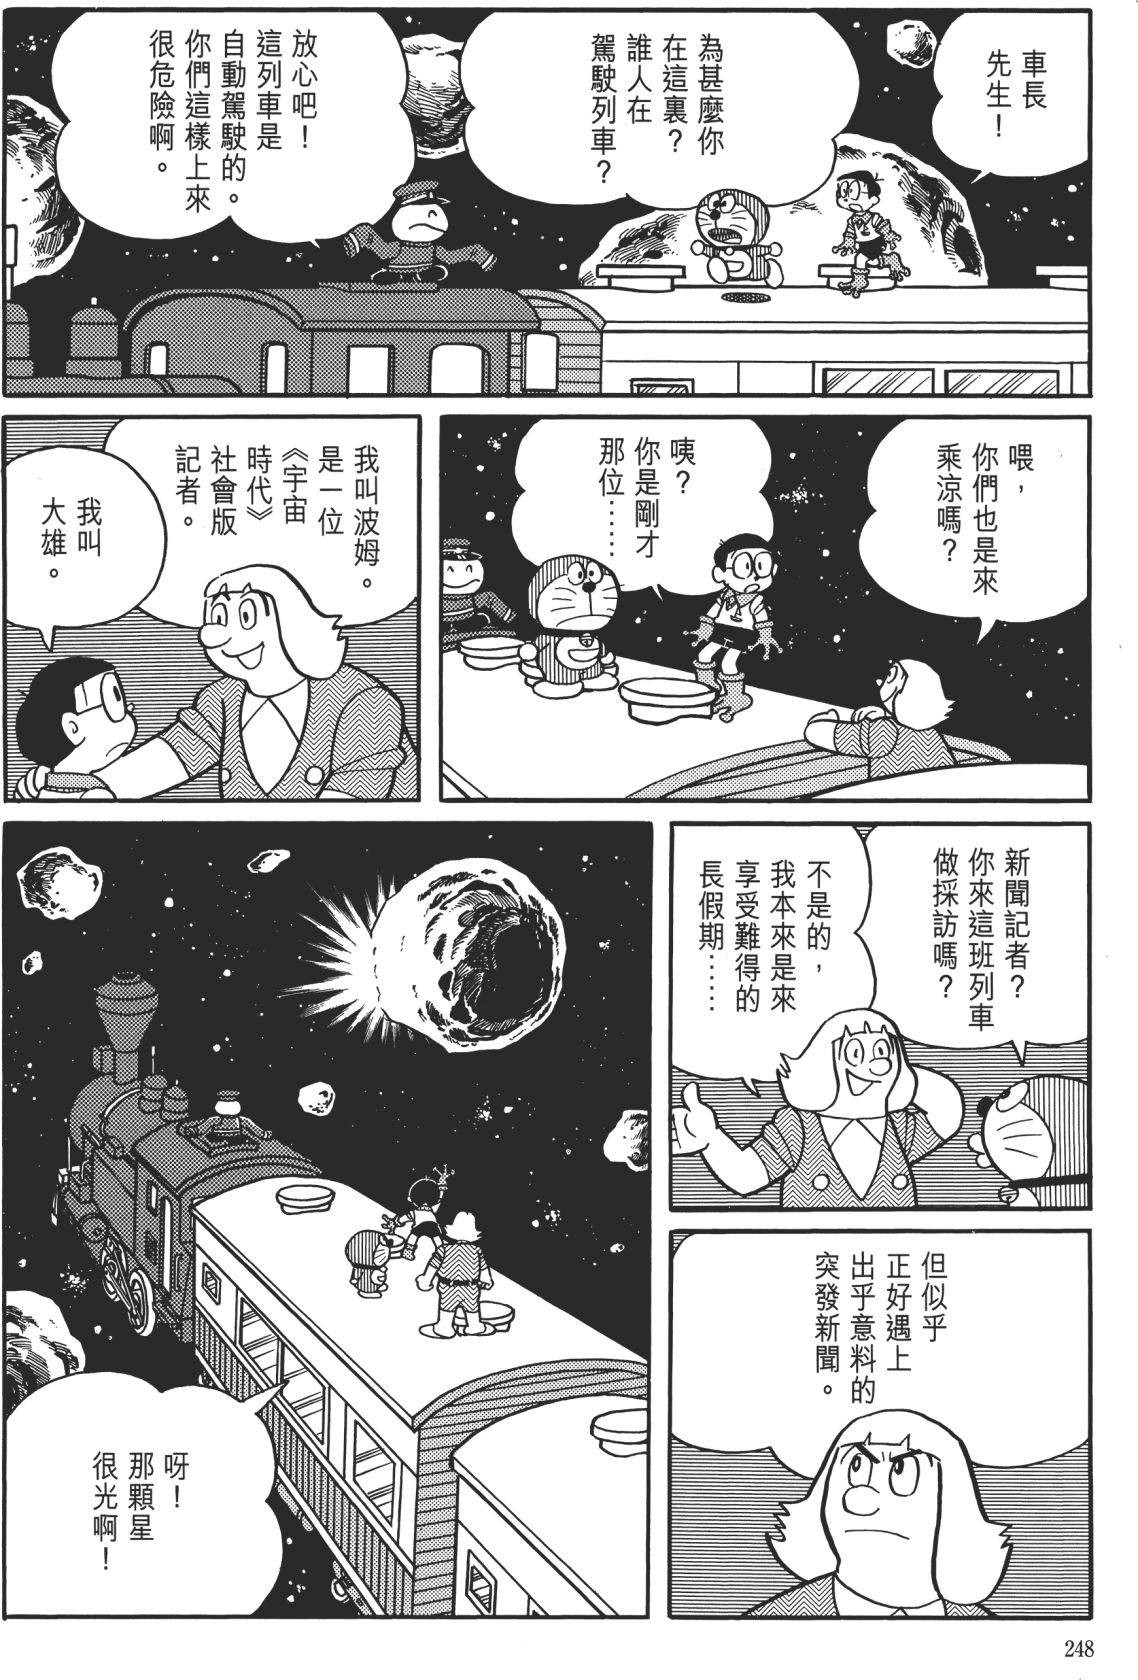 車長
先生！
為甚麼你
在這裏？
誰人在
駕駛列車？
放心吧！
這列車是
自動駕駛的。
你們這樣上來
很危險啊。
喂，
你們也是來
乘涼嗎？
咦？
你是剛才
那位……
我叫波姆。
是一位
《宇宙
時代》
社會版
記者。
我叫
大雄。
新聞記者？
你來這班列車
做採訪嗎？
不是的，
我本來是來
享受難得的
長假期……
但似乎
正好遇上
出乎意料的
突發新聞。
呀！
那顆星
很光啊！
248